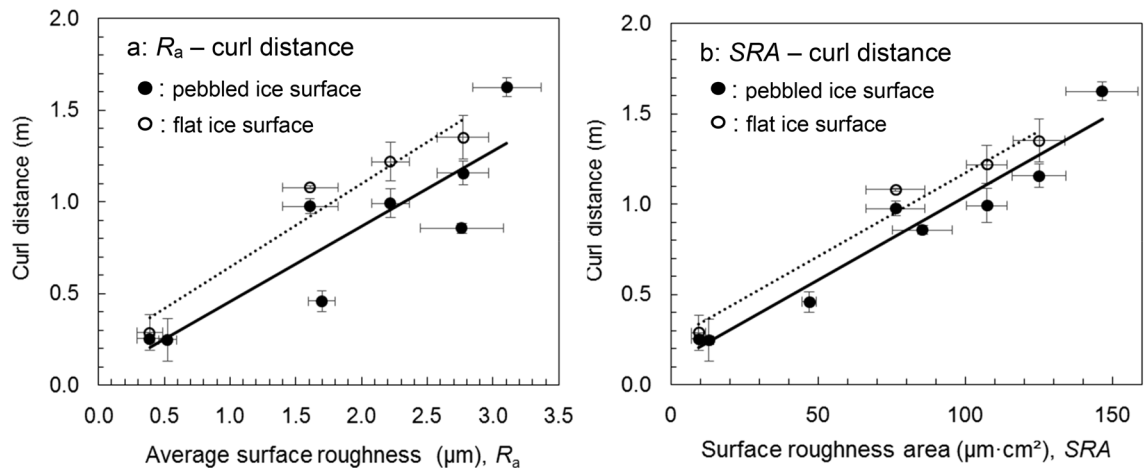 a: Ra – curl distance
● : pebbled ice surface
○ : flat ice surface
Curl distance (m)
2.0
1.5
1.0
0.5
0.0
0.0 0.5 1.0 1.5 2.0 2.5 3.0 3.5
Average surface roughness (μm), Ra
b: SRA – curl distance
● : pebbled ice surface
○ : flat ice surface
Curl distance (m)
2.0
1.5
1.0
0.5
0.0
0 50 100 150
Surface roughness area (μm·cm²), SRA